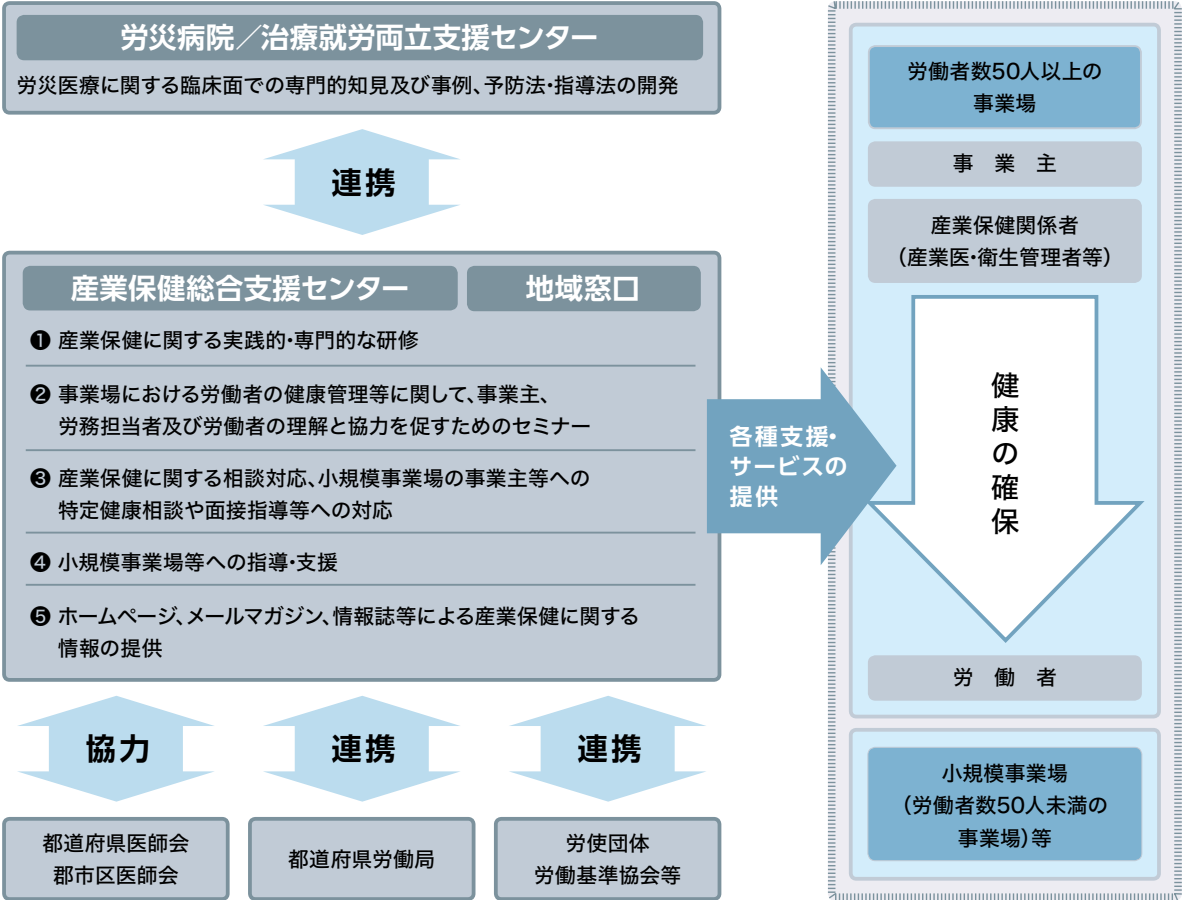 労災病院／治療就労両立支援センター
労災医療に関する臨床面での専門的知見及び事例、予防法・指導法の開発
連携
産業保健総合支援センター
地域窓口
❶ 産業保健に関する実践的・専門的な研修
❷ 事業場における労働者の健康管理等に関して、事業主、
労務担当者及び労働者の理解と協力を促すためのセミナー
❸ 産業保健に関する相談対応、小規模事業場の事業主等への
特定健康相談や面接指導等への対応
❹ 小規模事業場等への指導・支援
❺ ホームページ、メールマガジン、情報誌等による産業保健に関する
情報の提供
協力
連携
連携
都道府県医師会
郡市区医師会
都道府県労働局
労使団体
労働基準協会等
各種支援・
サービスの
提供
労働者数50人以上の
事業場
事 業 主
産業保健関係者
（産業医・衛生管理者等）
健康の確保
労 働 者
小規模事業場
（労働者数50人未満の
事業場）等